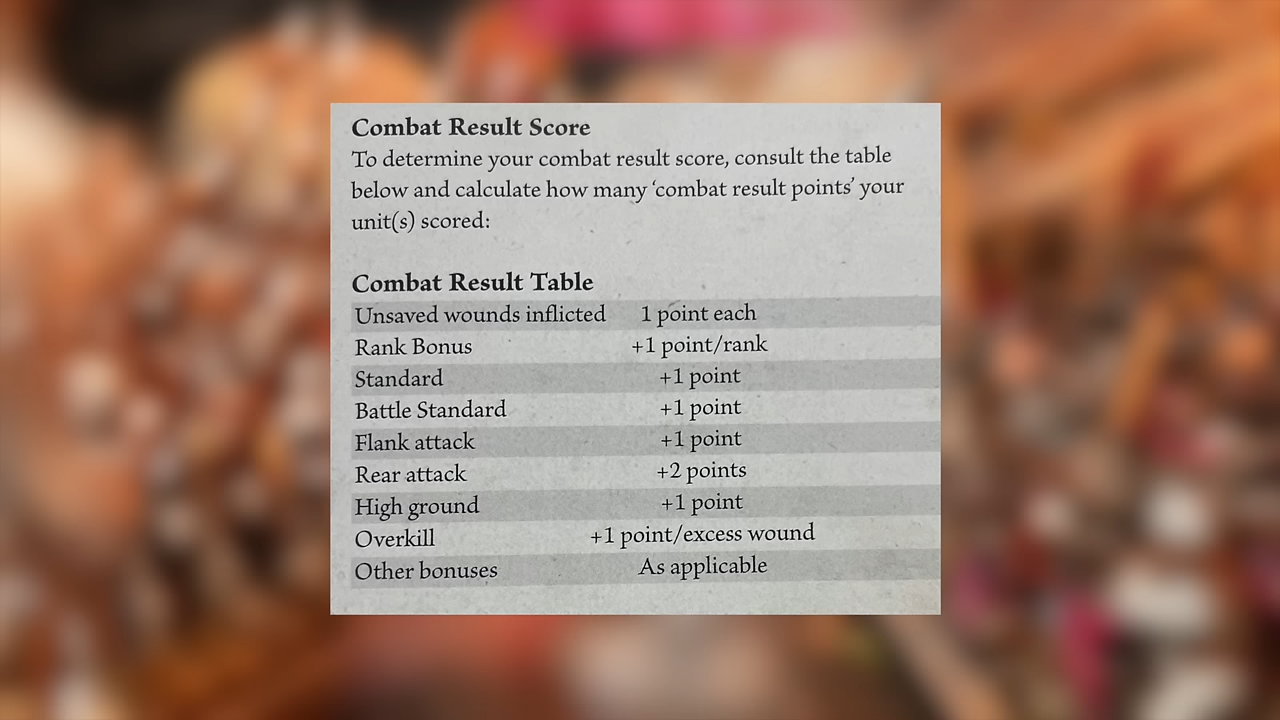 Combat Result Score
To determine your combat result score, consult the table
below and calculate how many ‘combat result points’ your
unit(s) scored:
Combat Result Table
Unsaved wounds inflicted 1 point each
Rank Bonus +1 point/rank
Standard +1 point
Battle Standard +1 point
Flank attack +1 point
Rear attack +2 points
High ground +1 point
Overkill +1 point/excess wound
Other bonuses As applicable